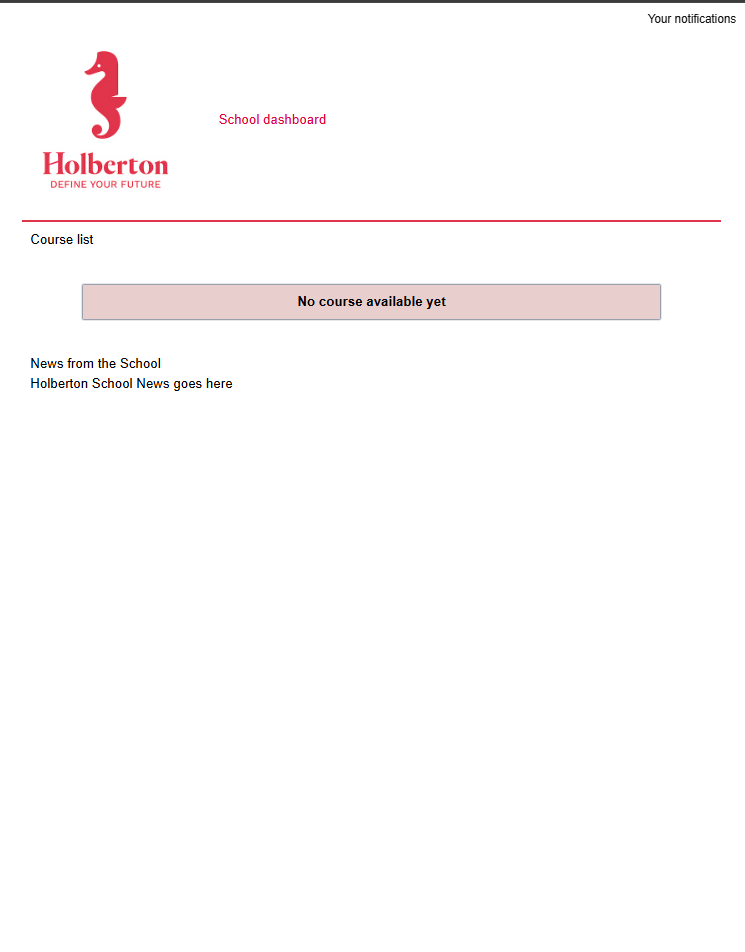 Your notifications
School dashboard
Holberton
DEFINE YOUR FUTURE
Course list
No course available yet
News from the School
Holberton School News goes here